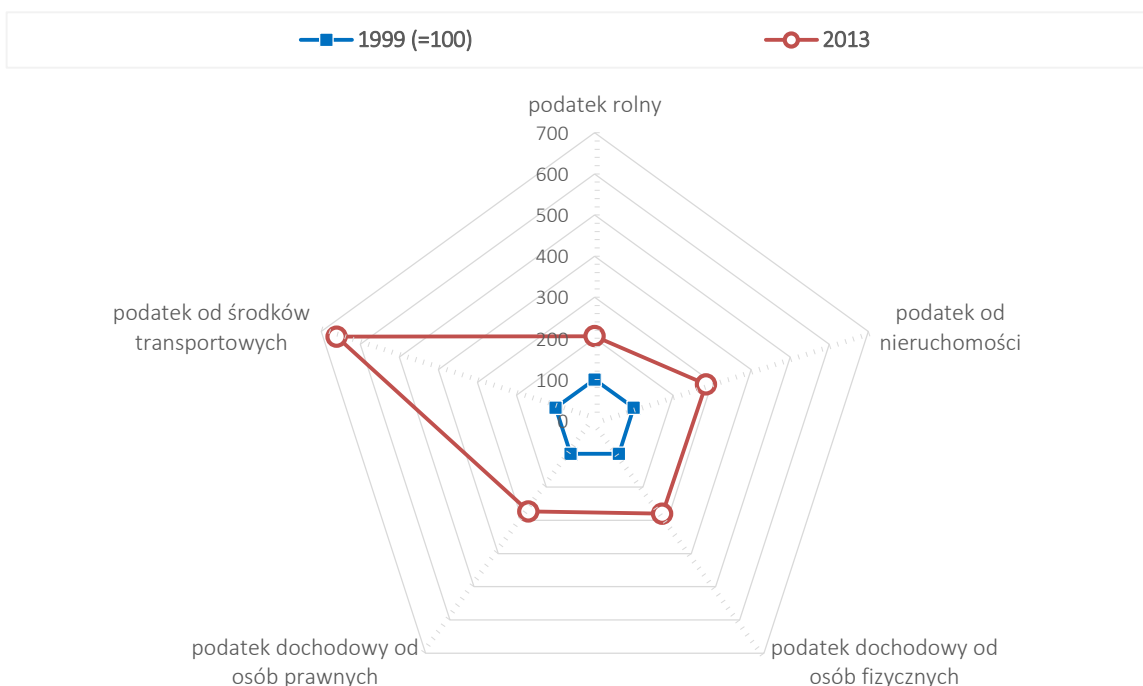 1999 (=100)
2013
podatek rolny
700
600
500
400
300
200
100
0
podatek od
nieruchomości
podatek dochodowy od
osób fizycznych
podatek dochodowy od
osób prawnych
podatek od środków
transportowych